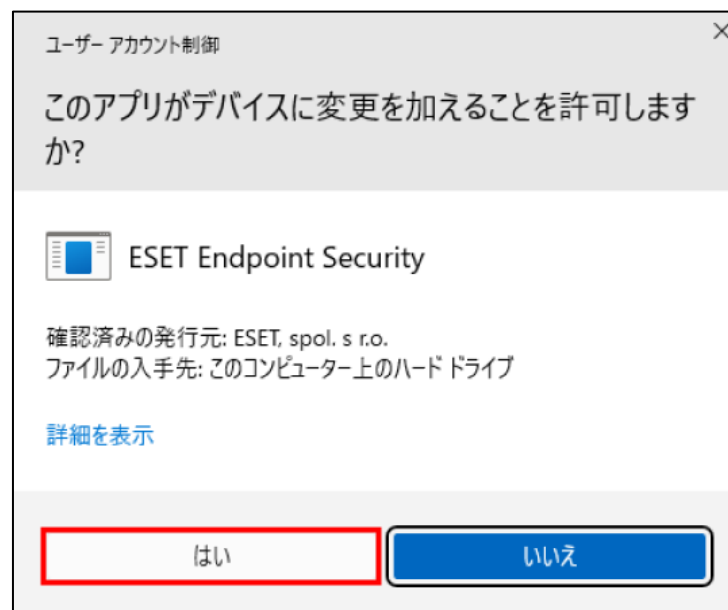 ユーザー アカウント制御
このアプリがデバイスに変更を加えることを許可します
か?
ESET Endpoint Security
確認済みの発行元: ESET, spol. s r.o.
ファイルの入手先: このコンピューター上のハード ドライブ
詳細を表示
はい
いいえ